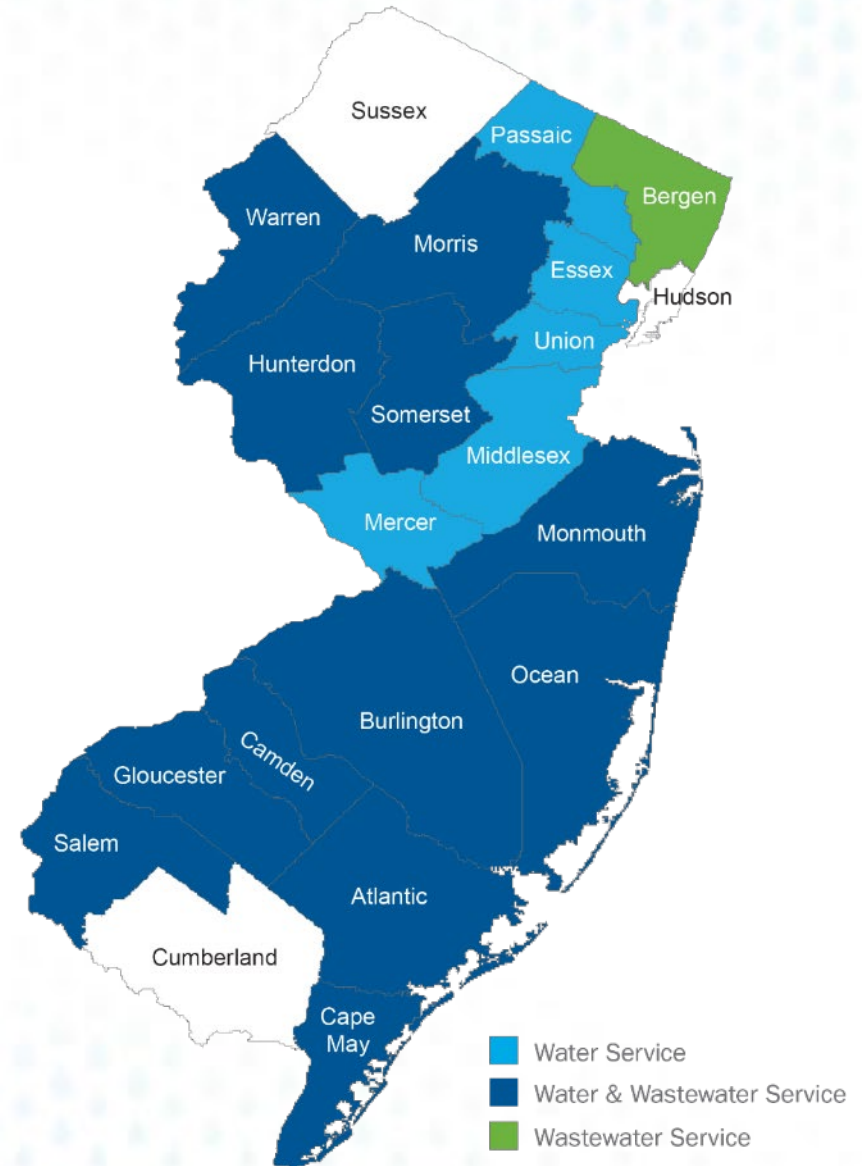 Sussex
Passaic
Bergen
Warren
Morris
Essex
Hudson
Union
Hunterdon
Somerset
Middlesex
Mercer
Monmouth
Ocean
Burlington
Camden
Gloucester
Salem
Atlantic
Cumberland
Cape
May
Water Service
Water & Wastewater Service
Wastewater Service